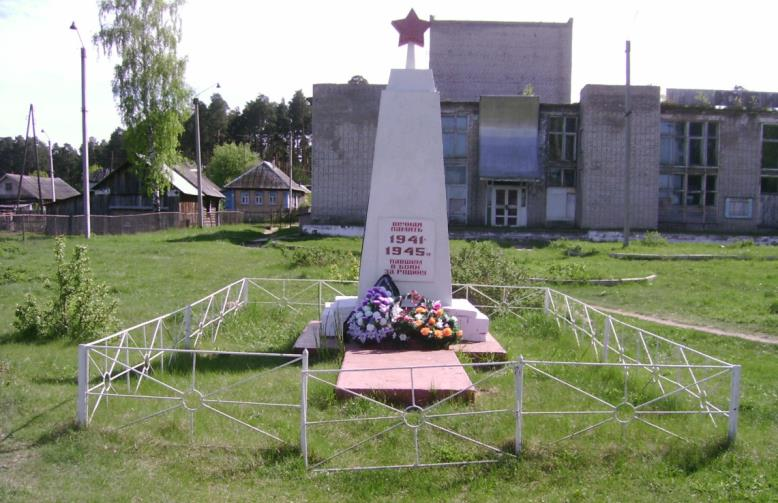 ВЕЧНАЯ
ПАМЯТЬ
1941-
1945гг
ПАВШИМ
В БОЯХ
ЗА РОДИНУ